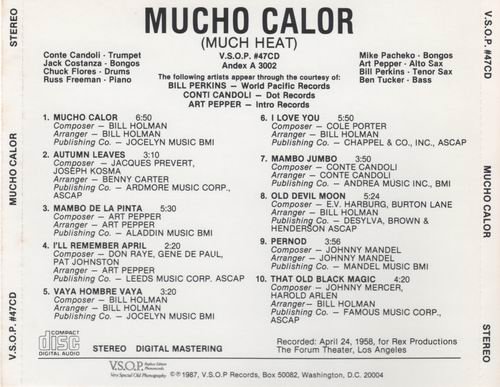 MUCHO CALOR
(MUCH HEAT)
V.S.O.P. #47CD
Andex A 3002
Conte Candoli - Trumpet
Jack Costanza - Bongos
Chuck Flores - Drums
Russ Freeman - Piano
Mike Pacheko - Bongos
Art Pepper - Alto Sax
Bill Perkins - Tenor Sax
Ben Tucker - Bass
The following artists appear through the courtesy of:
BILL PERKINS — World Pacific Records
CONTI CANDOLI - Dot Records
ART PEPPER - Intro Records
1. MUCHO CALOR 6:50
Composer — BILL HOLMAN
Arranger — BILL HOLMAN
Publishing Co. — JOCELYN MUSIC BMI
2. AUTUMN LEAVES 3:10
Composer — JACQUES PREVERT,
JOSEPH KOSMA
Arranger — BENNY CARTER
Publishing Co. — ARDMORE MUSIC CORP.,
ASCAP
3. MAMBO DE LA PINTA 5:30
Composer — ART PEPPER
Arranger — ART PEPPER
Publishing Co. — ALADDIN MUSIC BMI
4. I'LL REMEMBER APRIL 2:20
Composer — DON RAYE, GENE DE PAUL,
PAT JOHNSTON
Arranger — ART PEPPER
Publishing Co. — LEEDS MUSIC CORP. ASCAP
5. VAYA HOMBRE VAYA 3:20
Composer — BILL HOLMAN
Arranger — BILL HOLMAN
Publishing Co. — JOCELYN MUSIC BMI
6. I LOVE YOU 5:50
Composer — COLE PORTER
Arranger — BILL HOLMAN
Publishing Co. — CHAPPEL & CO., INC., ASCAP
7. MAMBO JUMBO 3:50
Composer — CONTE CANDOLI
Arranger — CONTE CANDOLI
Publishing Co. — ANDREA MUSIC INC., BMI
8. OLD DEVIL MOON 5:24
Composer — E.V. HARBURG, BURTON LANE
Arranger — BILL HOLMAN
Publishing Co. — DESYLVA, BROWN &
HENDERSON ASCAP
9. PERNOD 3:56
Composer — JOHNNY MANDEL
Arranger — JOHNNY MANDEL
Publishing Co. — MANDEL MUSIC BMI
10. THAT OLD BLACK MAGIC 4:20
Composer — JOHNNY MERCER,
HAROLD ARLEN
Arranger — BILL HOLMAN
Publishing Co. — FAMOUS MUSIC CORP.,
ASCAP
COMPACT
disc
DIGITAL AUDIO
STEREO DIGITAL MASTERING
Recorded: April 24, 1958, for Rex Productions
The Forum Theater, Los Angeles
V.S.O.P.
Very Special Old Phonography
©℗1987, V.S.O.P Records, Box 50082, Washington, D.C. 20004
V.S.O.P. #47CD
MUCHO CALOR
STEREO
V.S.O.P. #47CD
MUCHO CALOR
STEREO